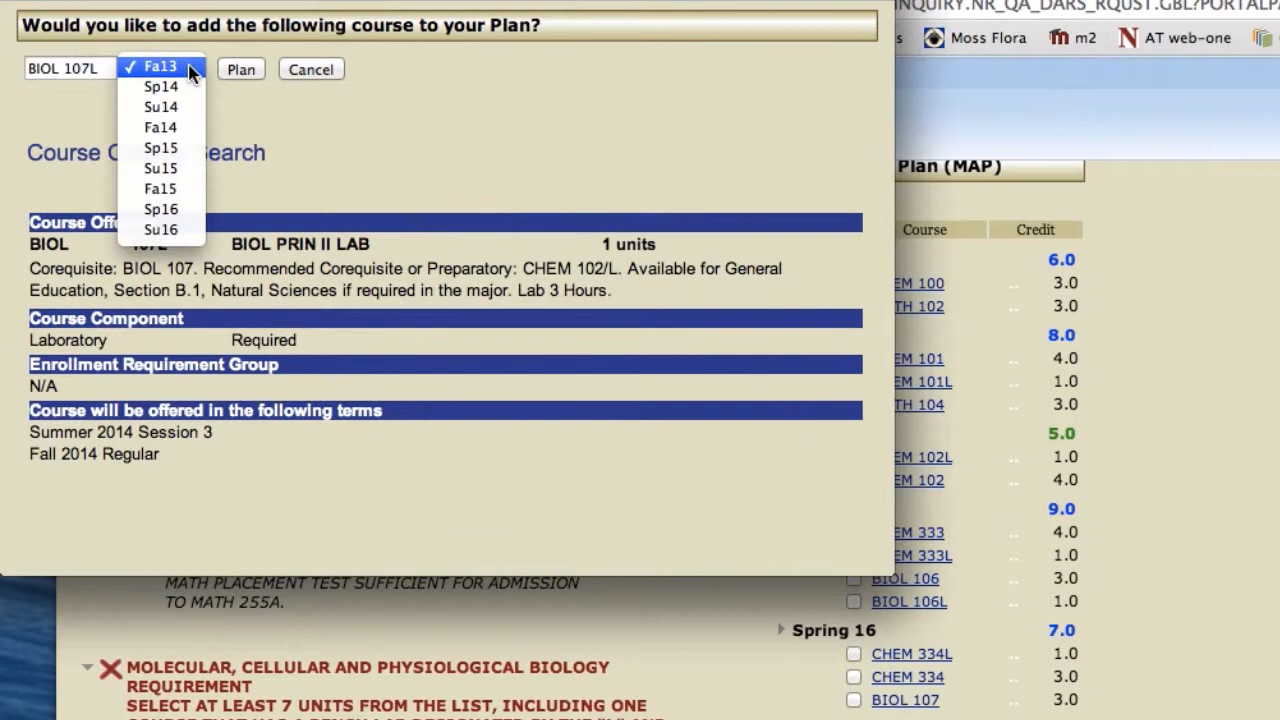 INQUIRY.NR_QA_DARS_RQUST.GBL?PORTALPA
Would you like to add the following course to your Plan?
s Moss Flora m2 AT web-one
BIOL 107L ✓ Fa13 Plan Cancel
Sp14
Su14
Fa14
Sp15
Su15
Fa15
Sp16
Su16
Course C Search
Course Off
BIOL 107L BIOL PRIN II LAB 1 units
Corequisite: BIOL 107. Recommended Corequisite or Preparatory: CHEM 102/L. Available for General
Education, Section B.1, Natural Sciences if required in the major. Lab 3 Hours.
Course Component
Laboratory Required
Enrollment Requirement Group
N/A
Course will be offered in the following terms
Summer 2014 Session 3
Fall 2014 Regular
Plan (MAP)
Course Credit
6.0
EM 100 .. 3.0
TH 102 .. 3.0
8.0
EM 101 .. 4.0
EM 101L .. 1.0
TH 104 .. 3.0
5.0
EM 102L .. 1.0
EM 102 .. 4.0
9.0
EM 333 .. 4.0
EM 333L .. 1.0
BIOL 106 .. 3.0
BIOL 106L .. 1.0
Spring 16 7.0
CHEM 334L .. 1.0
CHEM 334 .. 3.0
BIOL 107 .. 3.0
MATH PLACEMENT TEST SUFFICIENT FOR ADMISSION
TO MATH 255A.
MOLECULAR, CELLULAR AND PHYSIOLOGICAL BIOLOGY
REQUIREMENT
SELECT AT LEAST 7 UNITS FROM THE LIST, INCLUDING ONE